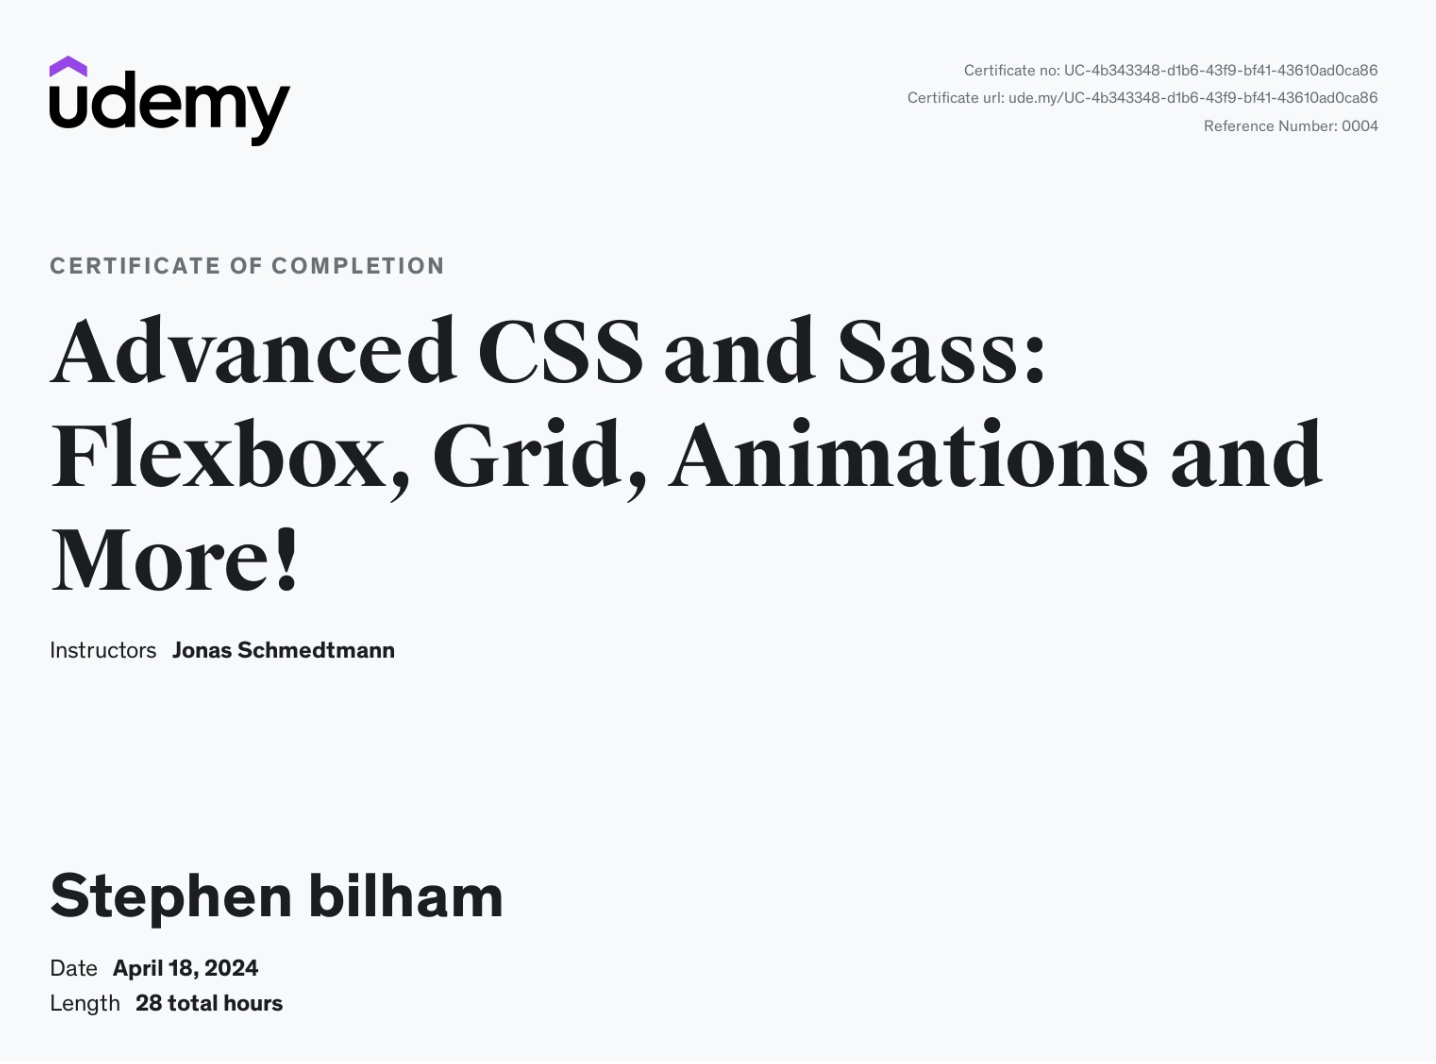 udemy
Certificate no: UC-4b343348-d1b6-43f9-bf41-43610ad0ca86
Certificate url: ude.my/UC-4b343348-d1b6-43f9-bf41-43610ad0ca86
Reference Number: 0004
CERTIFICATE OF COMPLETION
Advanced CSS and Sass:
Flexbox, Grid, Animations and
More!
Instructors Jonas Schmedtmann
Stephen bilham
Date April 18, 2024
Length 28 total hours